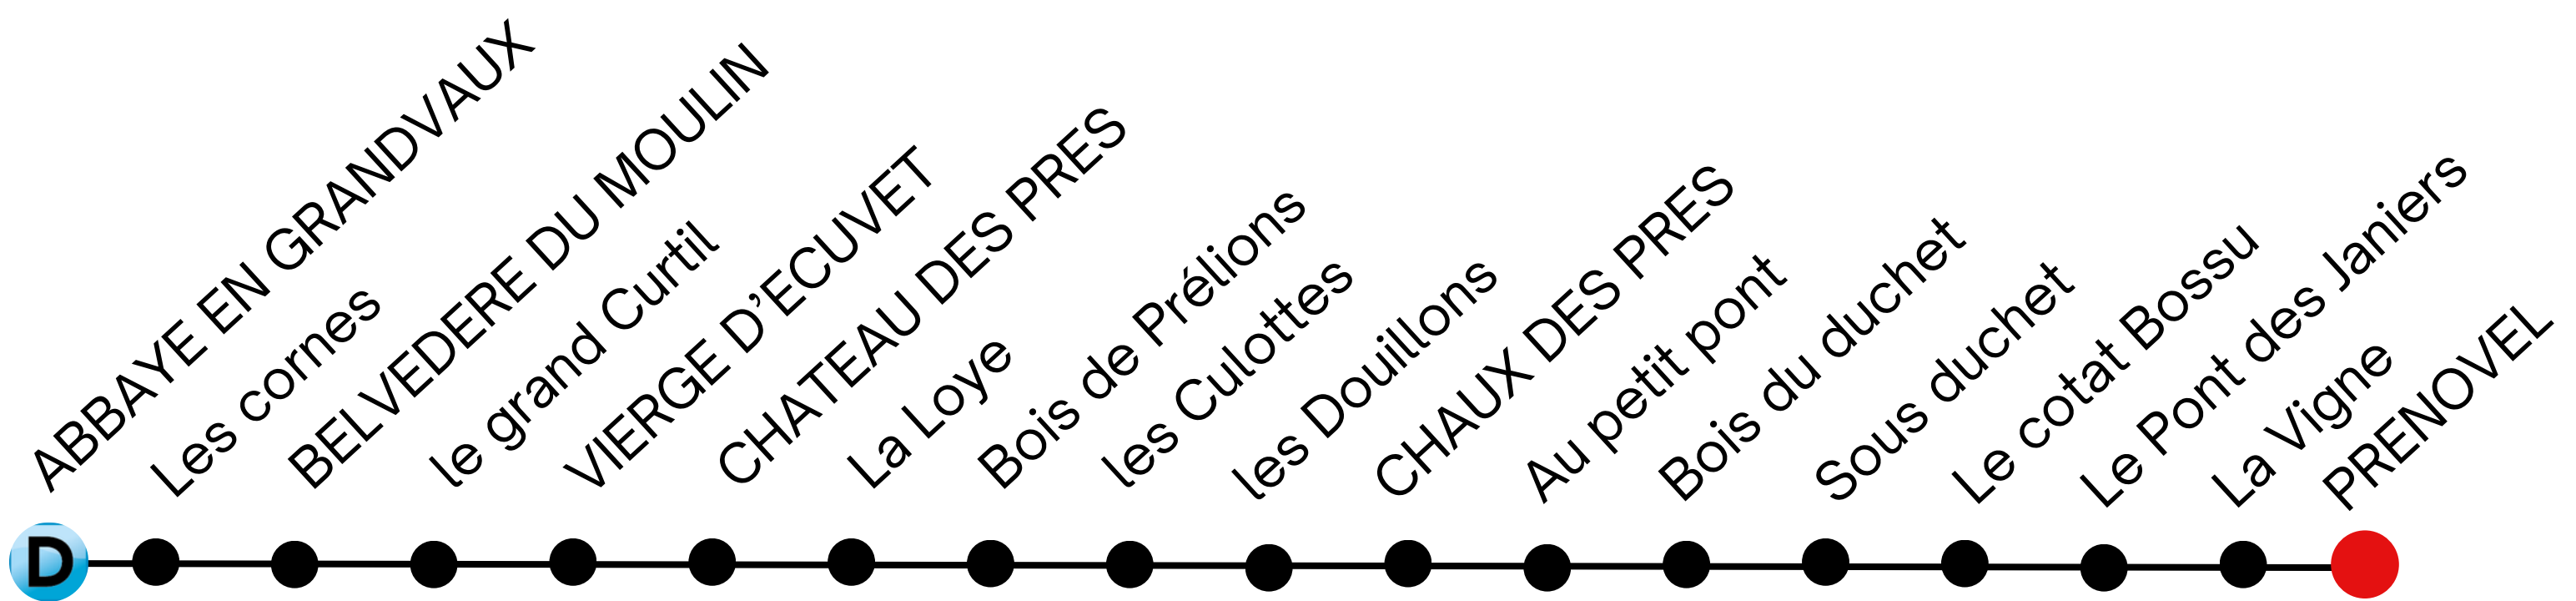 ABBAYE EN GRANDVAUX
Les cornes
BELVEDERE DU MOULIN
le grand Curtil
VIERGE D’ECUVET
CHATEAU DES PRES
La Loye
Bois de Prélions
les Culottes
les Douillons
CHAUX DES PRES
Au petit pont
Bois du duchet
Sous duchet
Le cotat Bossu
Le Pont des Janiers
La Vigne
PRENOVEL
D